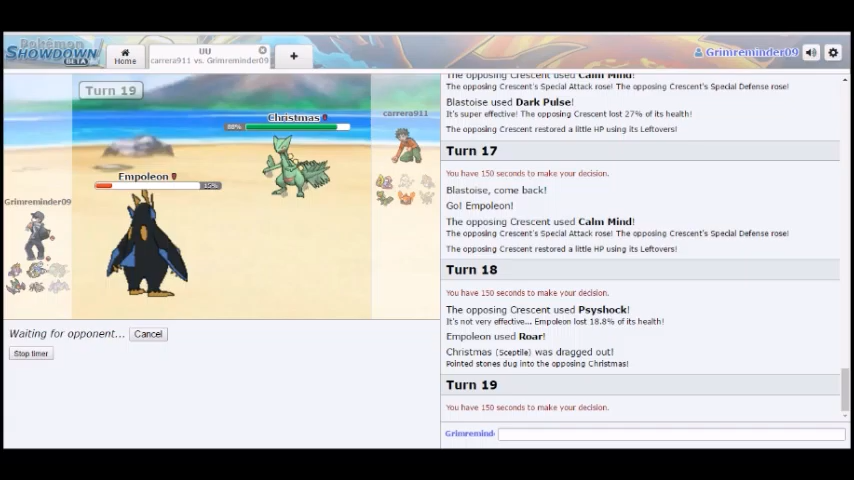 Pokémon
SHOWDOWN
BETA
Home
UU
carrera911 vs. Grimreminder09
+
Grimreminder09
Turn 19
Christmas
88%
Empoleon
15%
carrera911
Grimreminder09
Waiting for opponent... Cancel
Stop timer
The opposing Crescent used Calm Mind!
The opposing Crescent's Special Attack rose! The opposing Crescent's Special Defense rose!
Blastoise used Dark Pulse!
It's super effective! The opposing Crescent lost 27% of its health!
The opposing Crescent restored a little HP using its Leftovers!
Turn 17
You have 150 seconds to make your decision.
Blastoise, come back!
Go! Empoleon!
The opposing Crescent used Calm Mind!
The opposing Crescent's Special Attack rose! The opposing Crescent's Special Defense rose!
The opposing Crescent restored a little HP using its Leftovers!
Turn 18
You have 150 seconds to make your decision.
The opposing Crescent used Psyshock!
It's not very effective... Empoleon lost 18.8% of its health!
Empoleon used Roar!
Christmas (Sceptile) was dragged out!
Pointed stones dug into the opposing Christmas!
Turn 19
You have 150 seconds to make your decision.
Grimremind